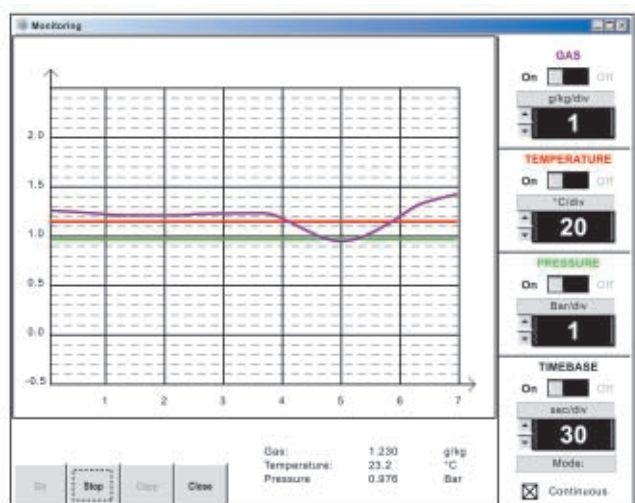 Monitoring
2.0
1.5
1.0
0.5
0.0
-0.5
1 2 3 4 5 6 7
GAS
On Off
g/kg/div
1
TEMPERATURE
On Off
°C/div
20
PRESSURE
On Off
Bar/div
1
TIMEBASE
On Off
sec/div
30
Mode:
Continuous
Gas: 1.230 g/kg
Temperature: 23.2 °C
Pressure 0.976 Bar
Go Stop Copy Close